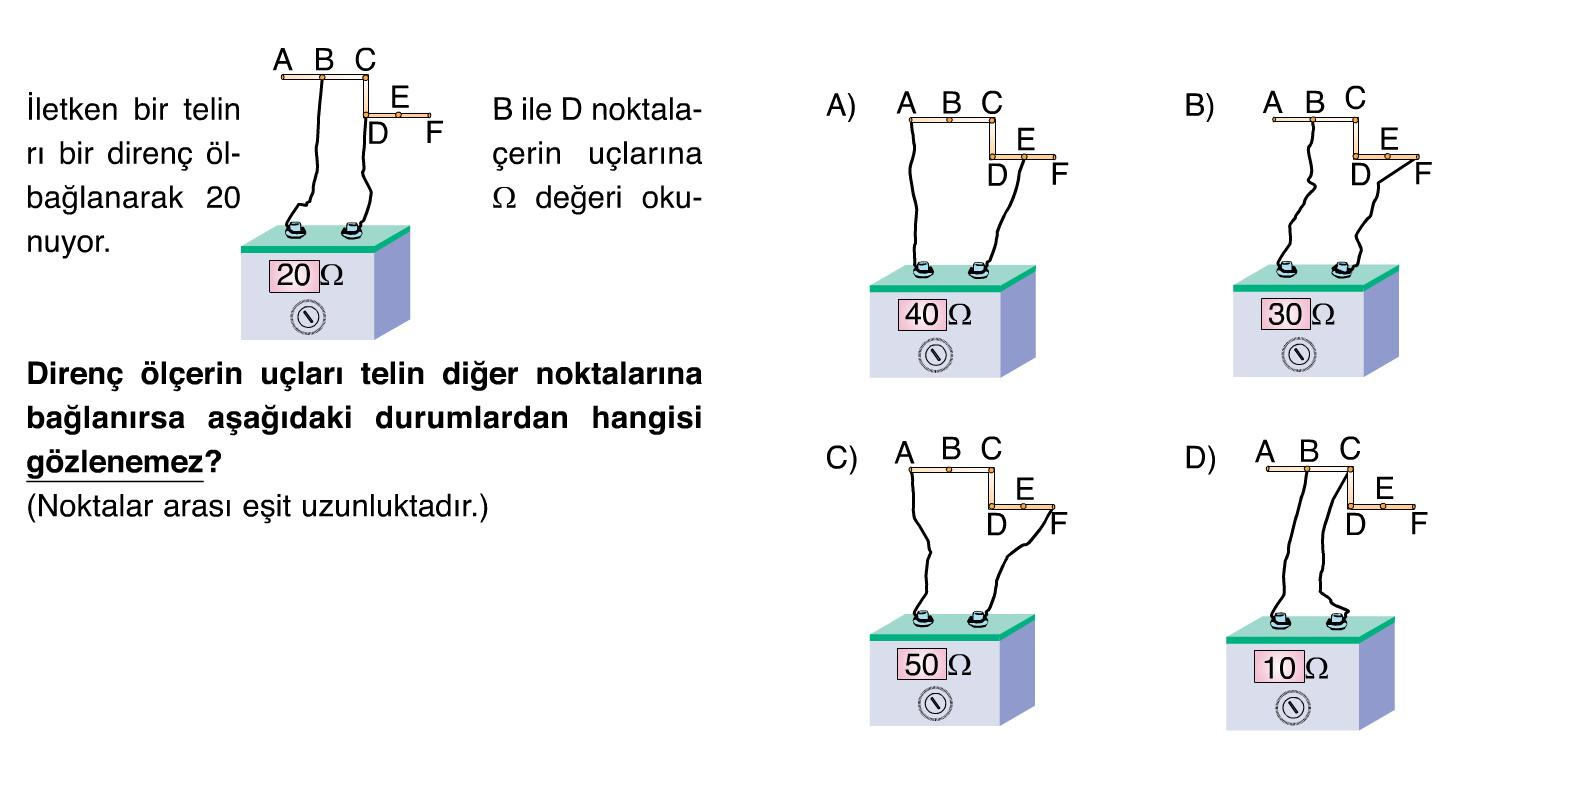 A B C
E
D F
20 Ω
İletken bir telin B ile D noktala-
rı bir direnç öl- çerin uçlarına
bağlanarak 20 Ω değeri oku-
nuyor.
Direnç ölçerin uçları telin diğer noktalarına
bağlanırsa aşağıdaki durumlardan hangisi
gözlenemez?
(Noktalar arası eşit uzunluktadır.)
A) A B C
E
D F
40 Ω
B) A B C
E
D F
30 Ω
C) A B C
E
D F
50 Ω
D) A B C
E
D F
10 Ω